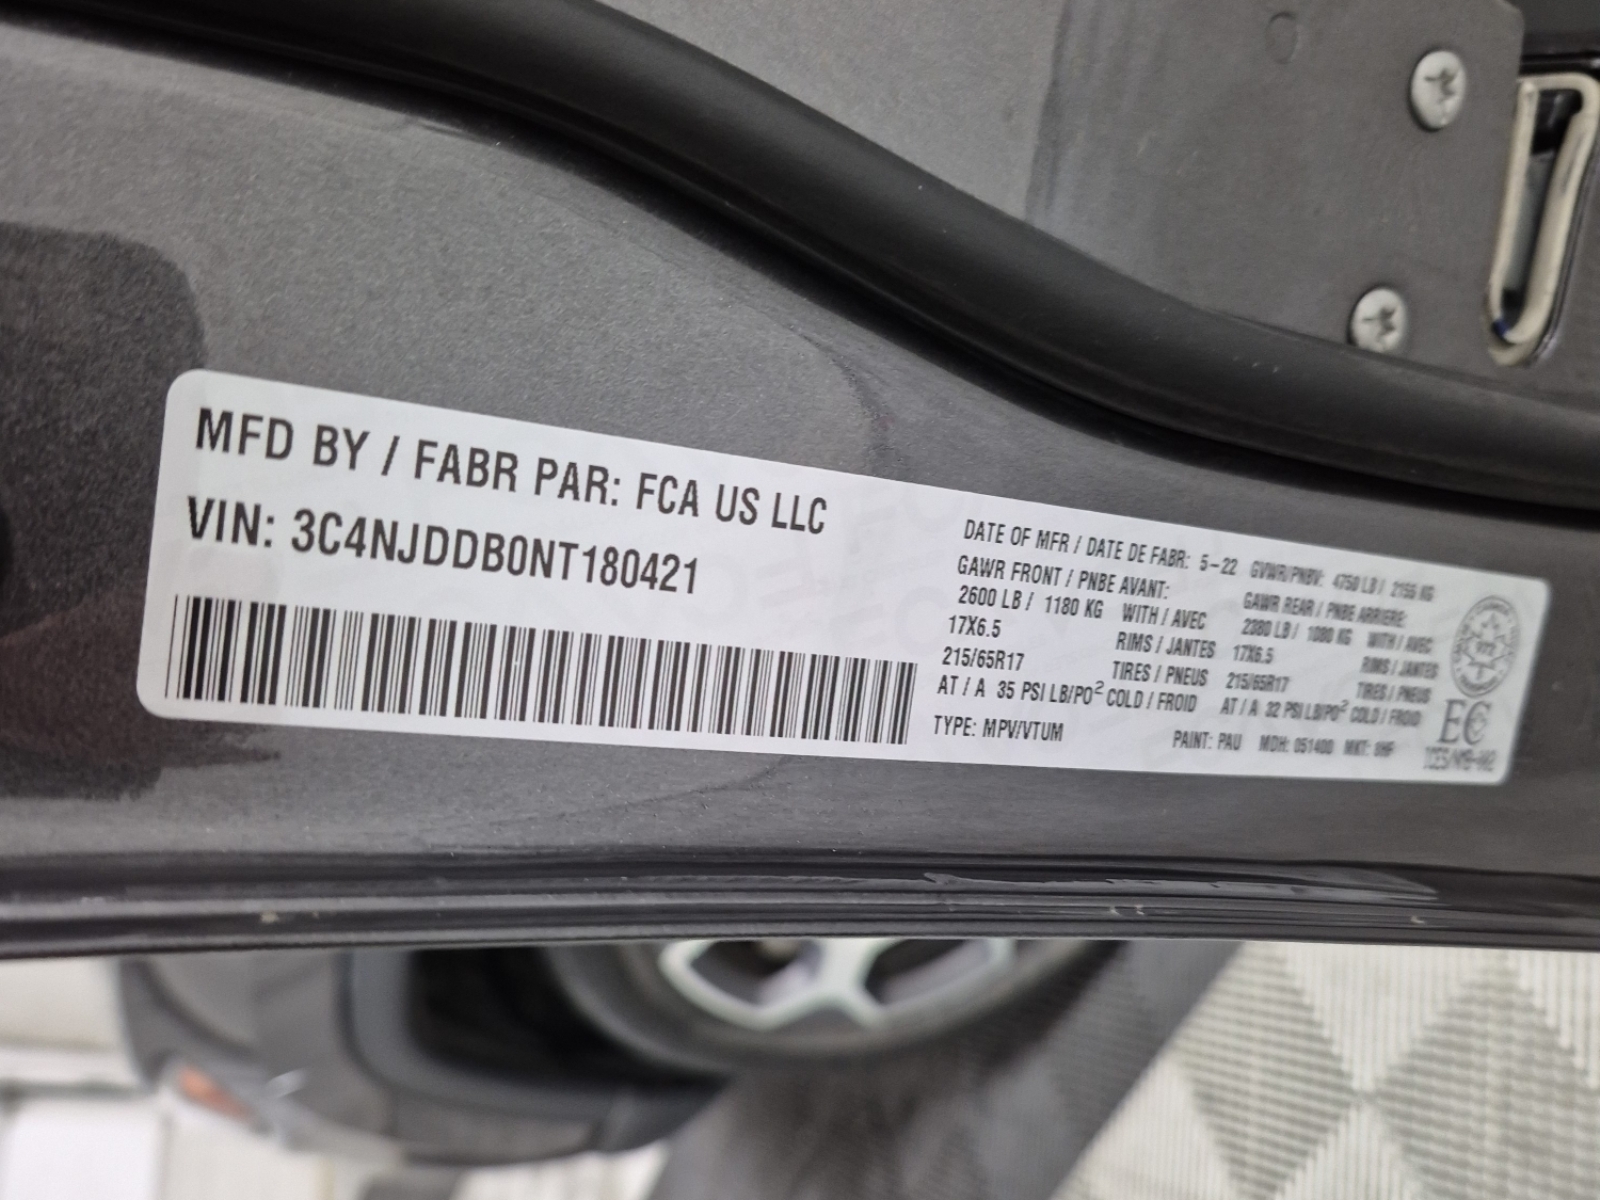 MFD BY / FABR PAR: FCA US LLC
VIN: 3C4NJDDB0NT180421
DATE OF MFR / DATE DE FABR: 5-22 GVWR/PNBV: 4750 LB / 2155 KG
GAWR FRONT / PNBE AVANT: GAWR REAR / PNBE ARRIERE:
2600 LB / 1180 KG WITH / AVEC 2380 LB / 1080 KG WITH / AVEC
17X6.5 RIMS / JANTES 17X6.5 RIMS / JANTES
215/65R17 TIRES / PNEUS 215/65R17 TIRES / PNEUS
AT / A 35 PSI LB/PO² COLD / FROID AT / A 32 PSI LB/PO² COLD / FROID
TYPE: MPV/VTUM PAINT: PAU MDH: 051400 MKT:
EC